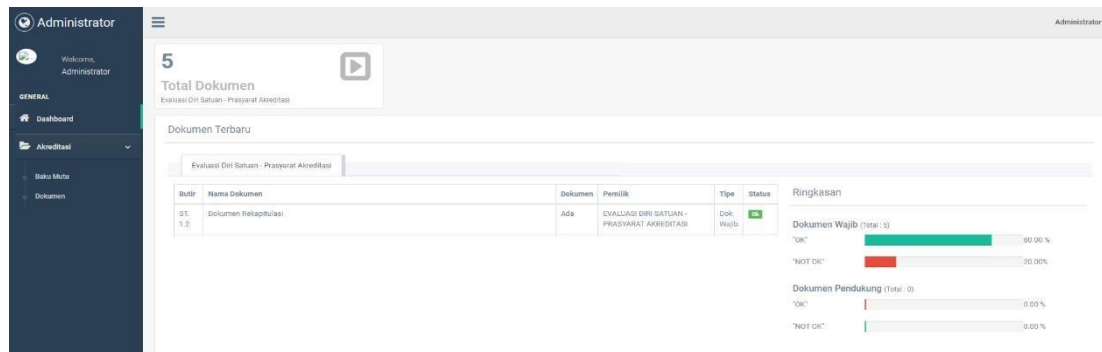 Administrator
Administrator
Welcome,
Administrator
GENERAL
Dashboard
Akreditasi
Baku Mutu
Dokumen
5
Total Dokumen
Evaluasi Diri Satuan - Prasyarat Akreditasi
Dokumen Terbaru
Evaluasi Diri Satuan - Prasyarat Akreditasi
Butir Nama Dokumen Dokumen Pemilik Tipe Status
ST. Dokumen Rekapitulasi Ada EVALUASI DIRI SATUAN - Dok Ok
1.2 PRASYARAT AKREDITASI Wajib
Ringkasan
Dokumen Wajib (Total : 5)
"OK" 80.00 %
"NOT OK" 20.00%
Dokumen Pendukung (Total : 0)
"OK" 0.00 %
"NOT OK" 0.00 %